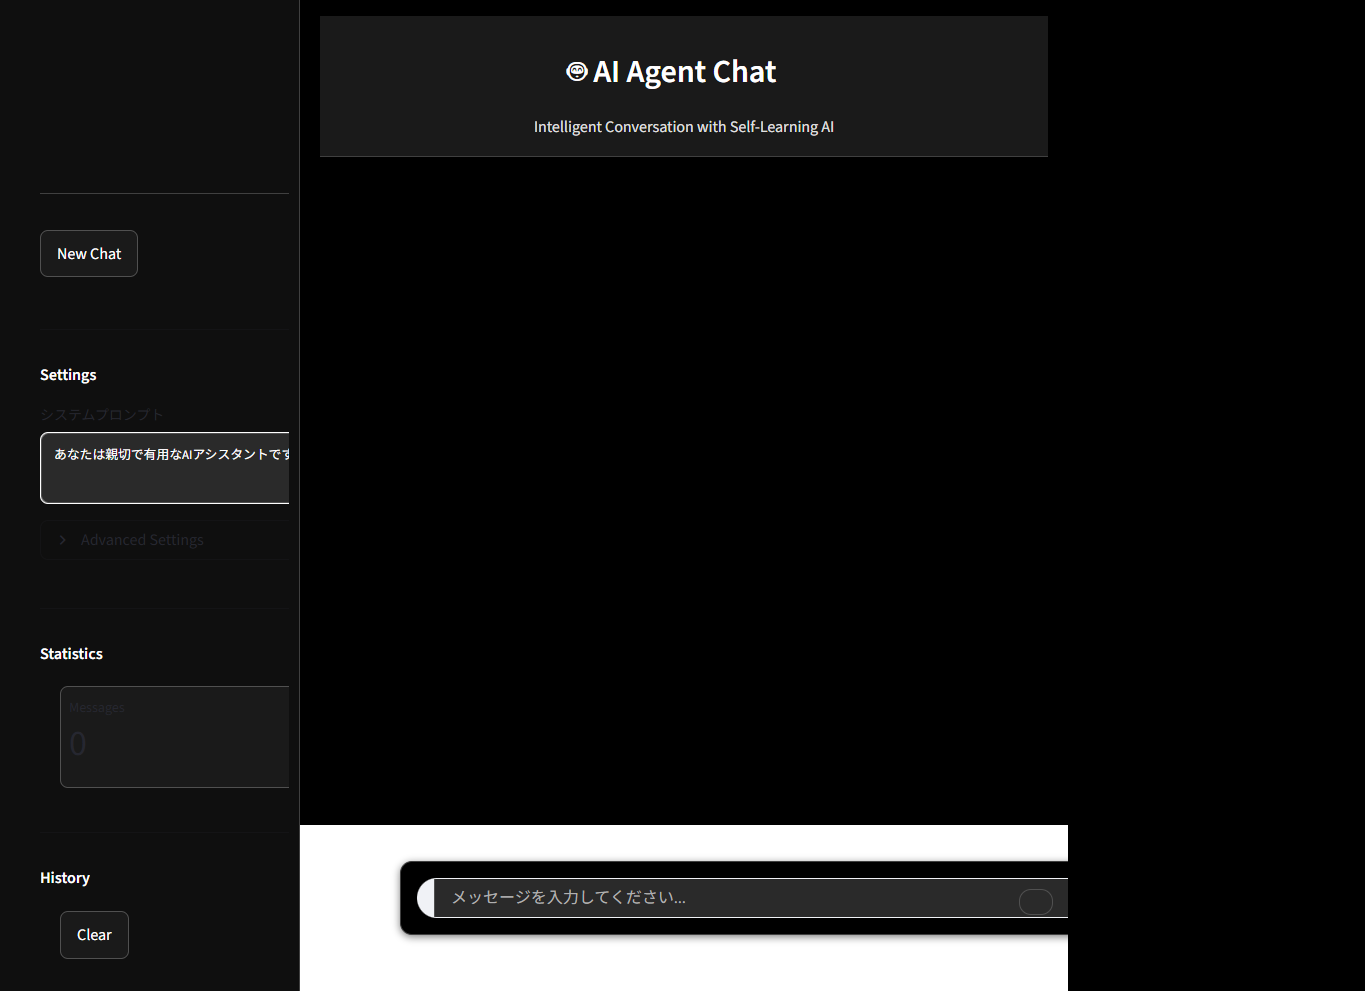 AI Agent Chat
Intelligent Conversation with Self-Learning AI
New Chat
Settings
システムプロンプト
あなたは親切で有用なAIアシスタントです
Advanced Settings
Statistics
Messages
0
History
Clear
メッセージを入力してください...